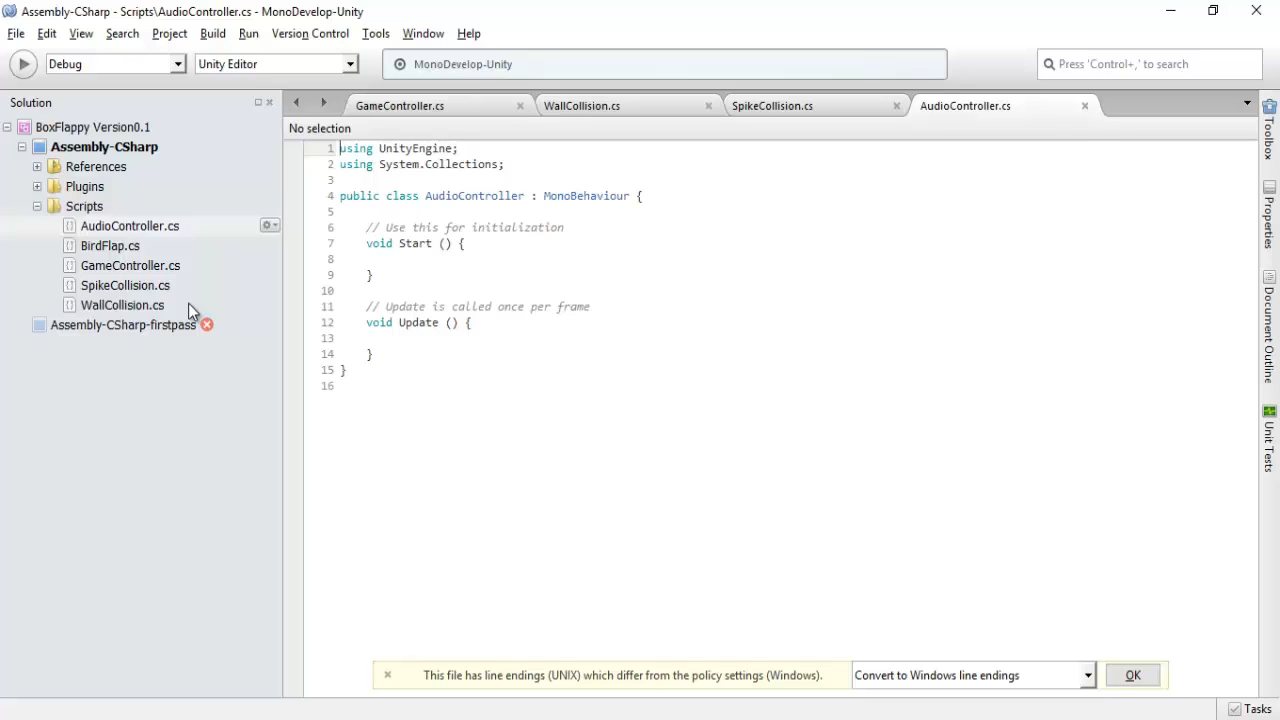 Assembly-CSharp - Scripts\AudioController.cs - MonoDevelop-Unity
File Edit View Search Project Build Run Version Control Tools Window Help
Debug Unity Editor MonoDevelop-Unity Press 'Control+,' to search
Solution
BoxFlappy Version0.1
Assembly-CSharp
References
Plugins
Scripts
AudioController.cs
BirdFlap.cs
GameController.cs
SpikeCollision.cs
WallCollision.cs
Assembly-CSharp-firstpass
GameController.cs WallCollision.cs SpikeCollision.cs AudioController.cs
No selection
1 using UnityEngine;
2 using System.Collections;
3
4 public class AudioController : MonoBehaviour {
5
6 // Use this for initialization
7 void Start () {
8
9 }
10
11 // Update is called once per frame
12 void Update () {
13
14 }
15 }
16
This file has line endings (UNIX) which differ from the policy settings (Windows). Convert to Windows line endings OK
Toolbox
Properties
Document Outline
Unit Tests
Tasks